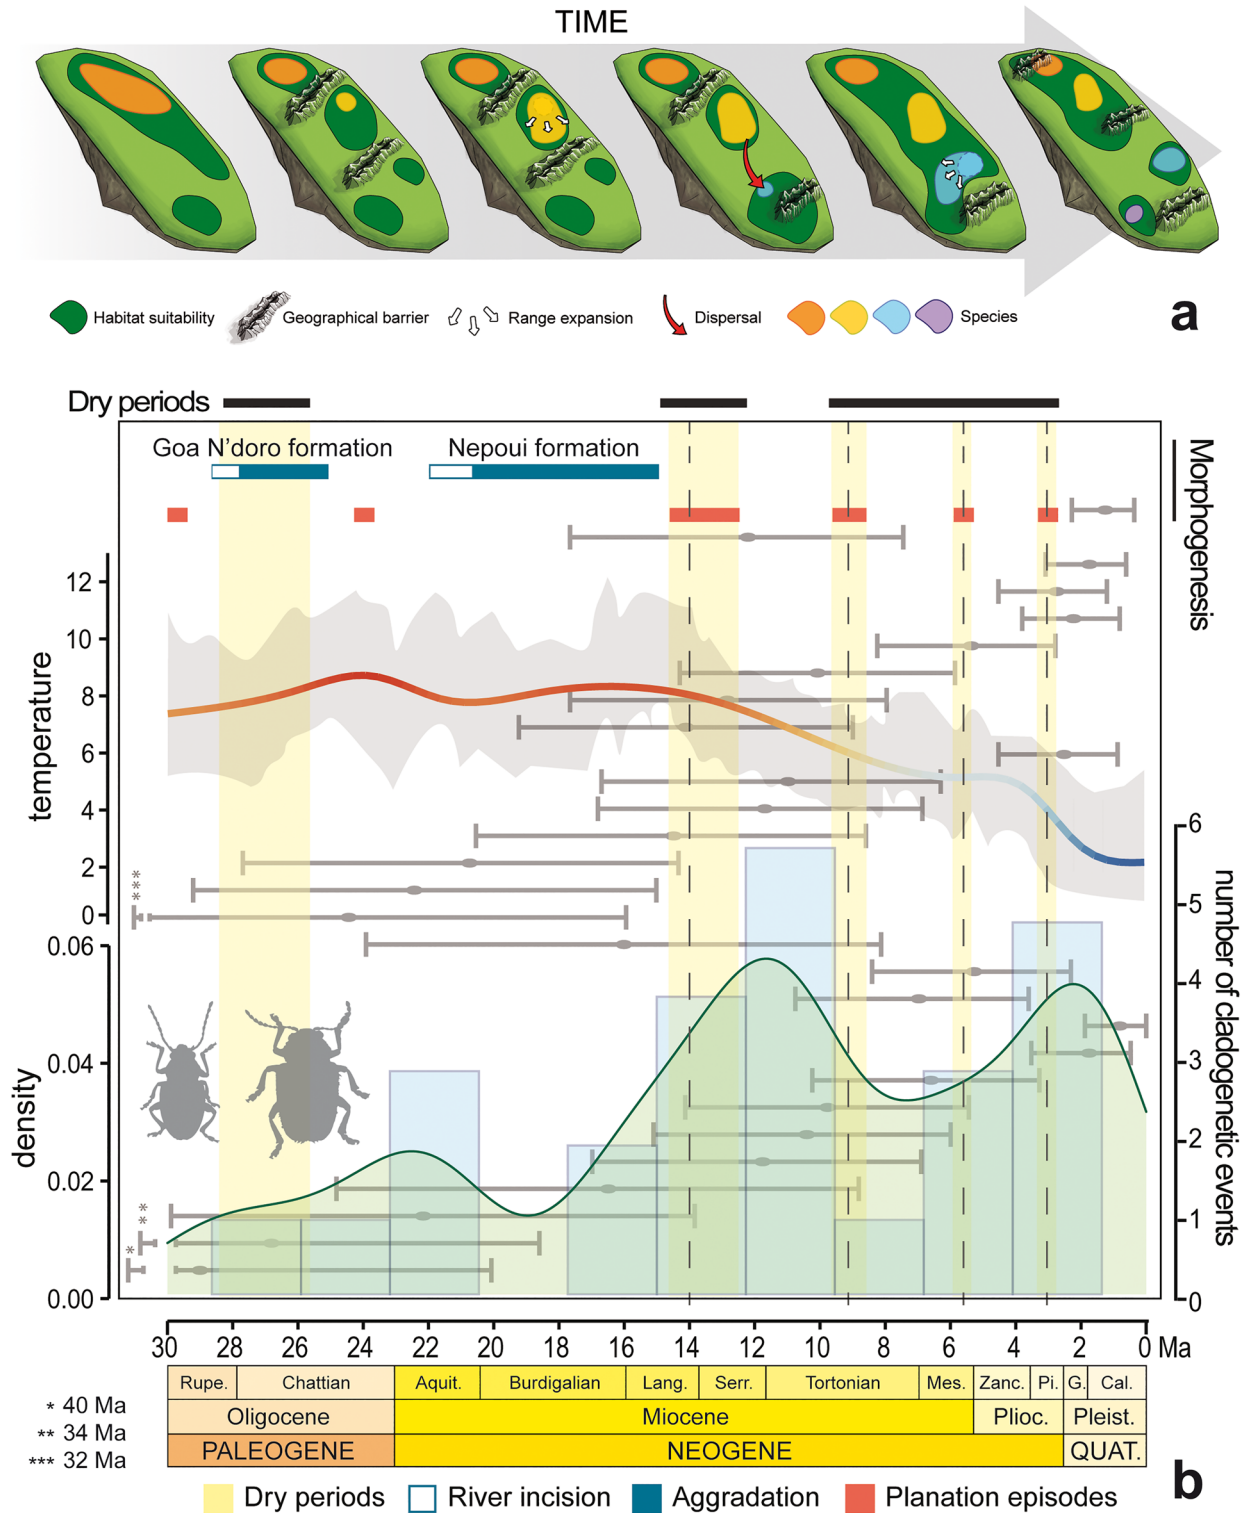 TIME
Habitat suitability
Geographical barrier
Range expansion
Dispersal
Species
a
Dry periods
Goa N'doro formation
Nepoui formation
Morphogenesis
temperature
12
10
8
6
4
2
0
***
density
0.06
0.04
0.02
0.00
**
*
number of cladogenetic events
6
5
4
3
2
1
0
30 28 26 24 22 20 18 16 14 12 10 8 6 4 2 0 Ma
Rupe. Chattian Aquit. Burdigalian Lang. Serr. Tortonian Mes. Zanc. Pi. G. Cal.
* 40 Ma
Oligocene Miocene Plioc. Pleist.
** 34 Ma
PALEOGENE NEOGENE QUAT.
*** 32 Ma
b
Dry periods River incision Aggradation Planation episodes